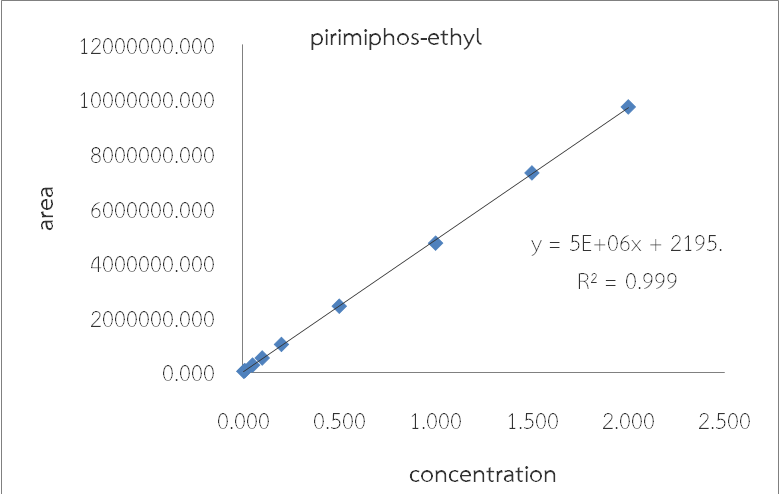 pirimiphos-ethyl
12000000.000
10000000.000
8000000.000
6000000.000
4000000.000
2000000.000
0.000
area
y = 5E+06x + 2195.
R² = 0.999
0.000 0.500 1.000 1.500 2.000 2.500
concentration